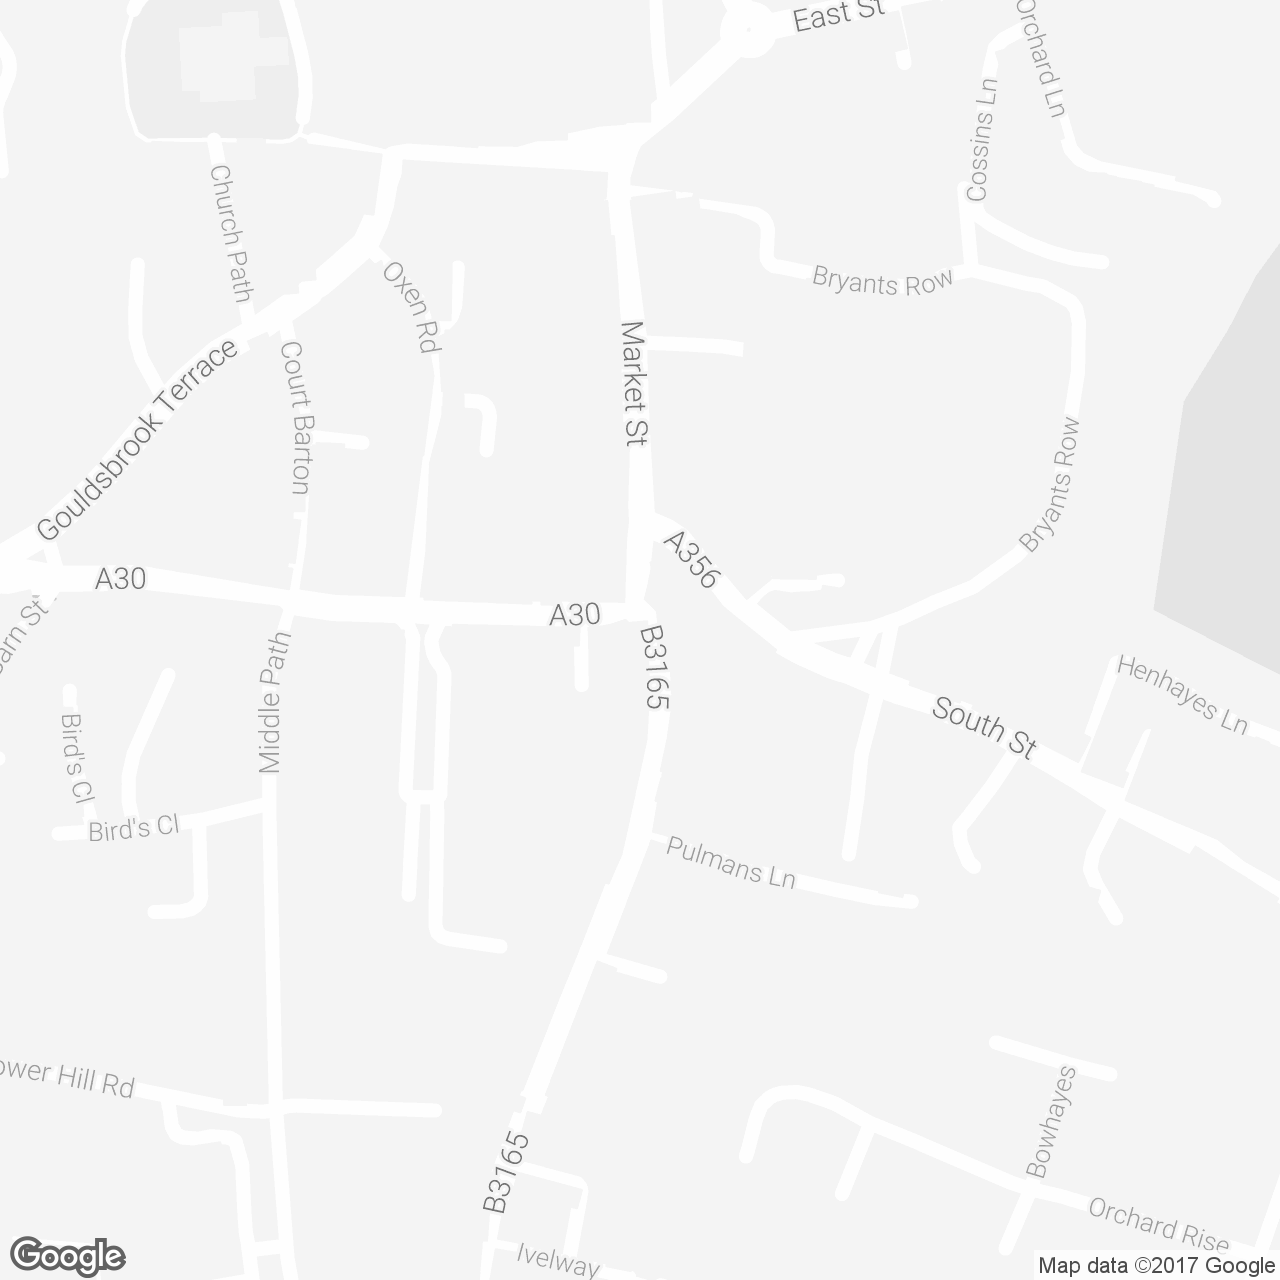 East St
Orchard Ln
Cossins Ln
Church Path
Oxen Rd
Bryants Row
Market St
Gouldsbrook Terrace
Court Barton
Bryants Row
A356
A30
A30
Middle Path
B3165
Henhayes Ln
South St
Bird's Cl
Bird's Cl
Pulmans Ln
Hill Rd
Bowhayes
B3165
Orchard Rise
Ivelway
Google
Map data ©2017 Google